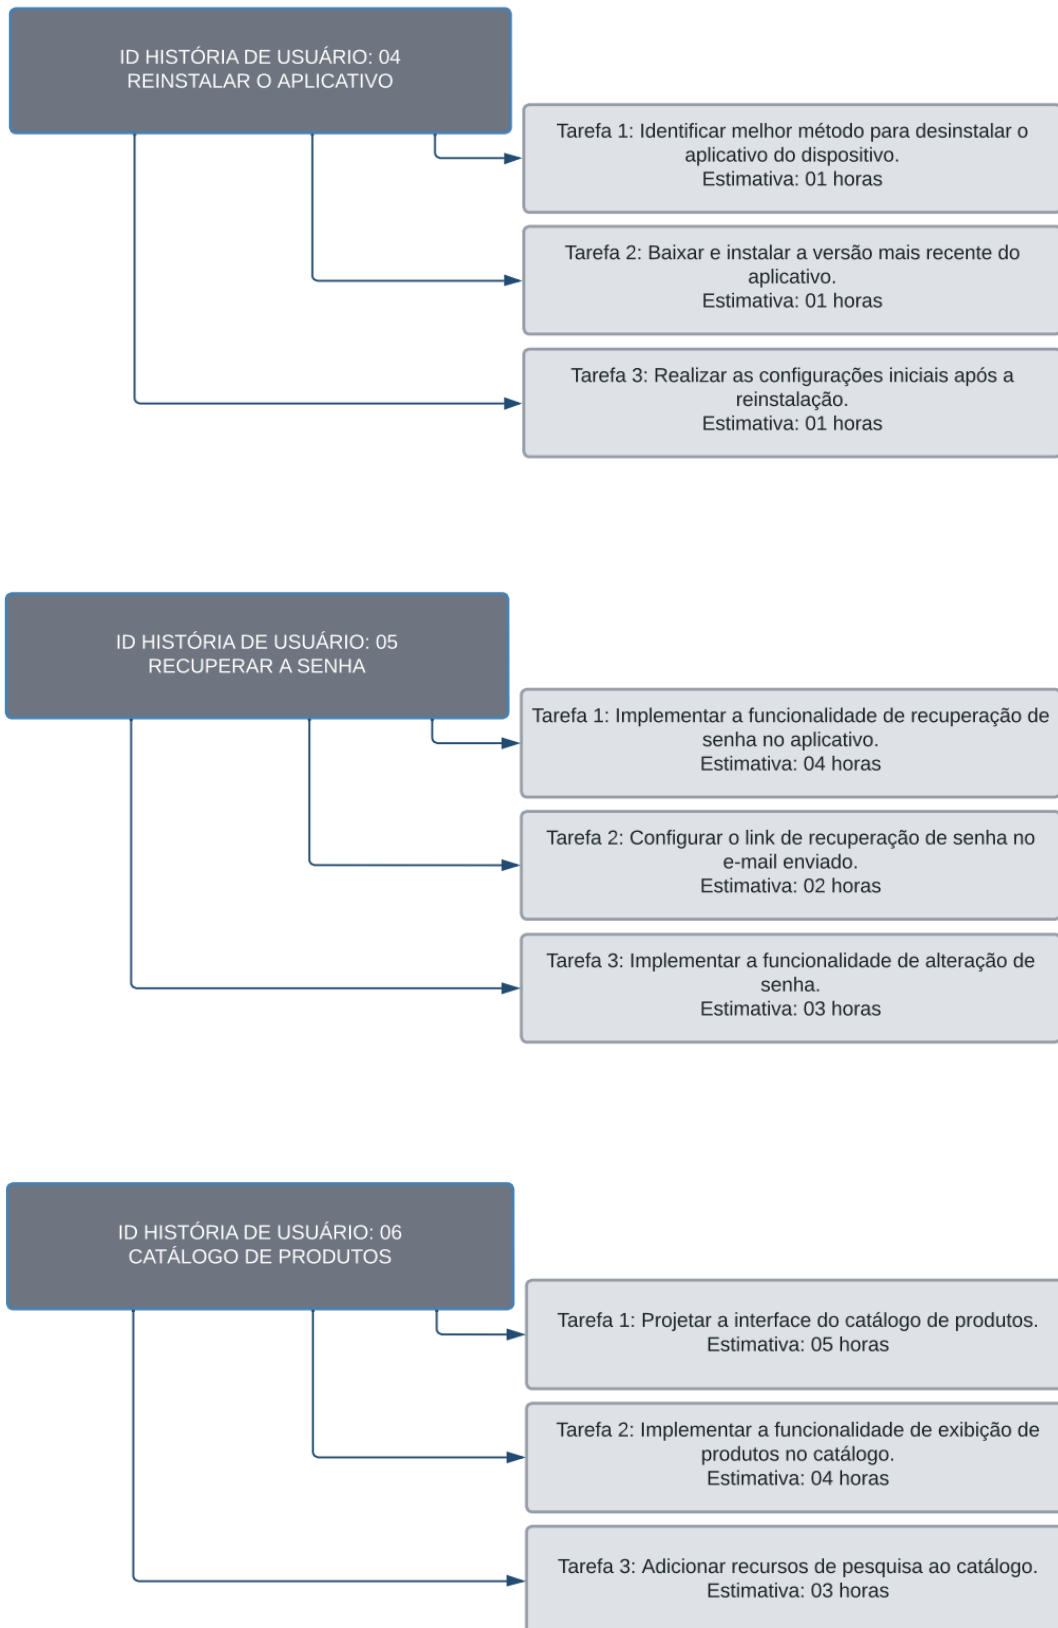 ID HISTÓRIA DE USUÁRIO: 04
REINSTALAR O APLICATIVO
Tarefa 1: Identificar melhor método para desinstalar o
aplicativo do dispositivo.
Estimativa: 01 horas
Tarefa 2: Baixar e instalar a versão mais recente do
aplicativo.
Estimativa: 01 horas
Tarefa 3: Realizar as configurações iniciais após a
reinstalação.
Estimativa: 01 horas
ID HISTÓRIA DE USUÁRIO: 05
RECUPERAR A SENHA
Tarefa 1: Implementar a funcionalidade de recuperação de
senha no aplicativo.
Estimativa: 04 horas
Tarefa 2: Configurar o link de recuperação de senha no
e-mail enviado.
Estimativa: 02 horas
Tarefa 3: Implementar a funcionalidade de alteração de
senha.
Estimativa: 03 horas
ID HISTÓRIA DE USUÁRIO: 06
CATÁLOGO DE PRODUTOS
Tarefa 1: Projetar a interface do catálogo de produtos.
Estimativa: 05 horas
Tarefa 2: Implementar a funcionalidade de exibição de
produtos no catálogo.
Estimativa: 04 horas
Tarefa 3: Adicionar recursos de pesquisa ao catálogo.
Estimativa: 03 horas